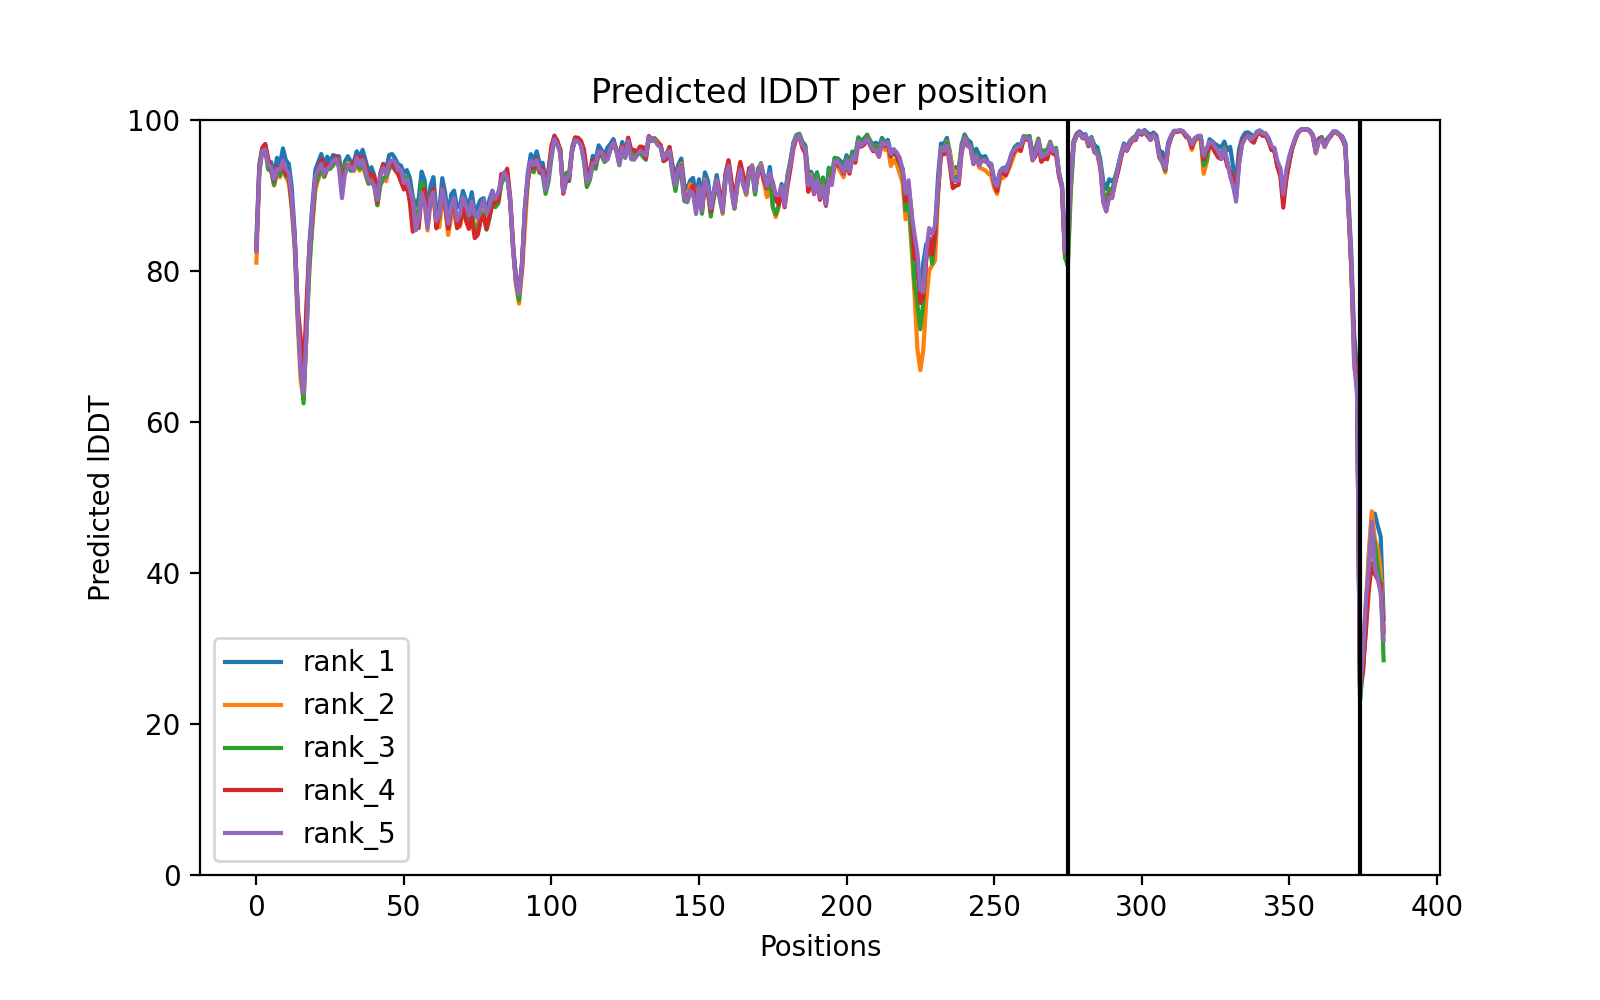 Predicted lDDT per position
100
80
60
40
20
0
Predicted lDDT
rank_1
rank_2
rank_3
rank_4
rank_5
0 50 100 150 200 250 300 350 400
Positions